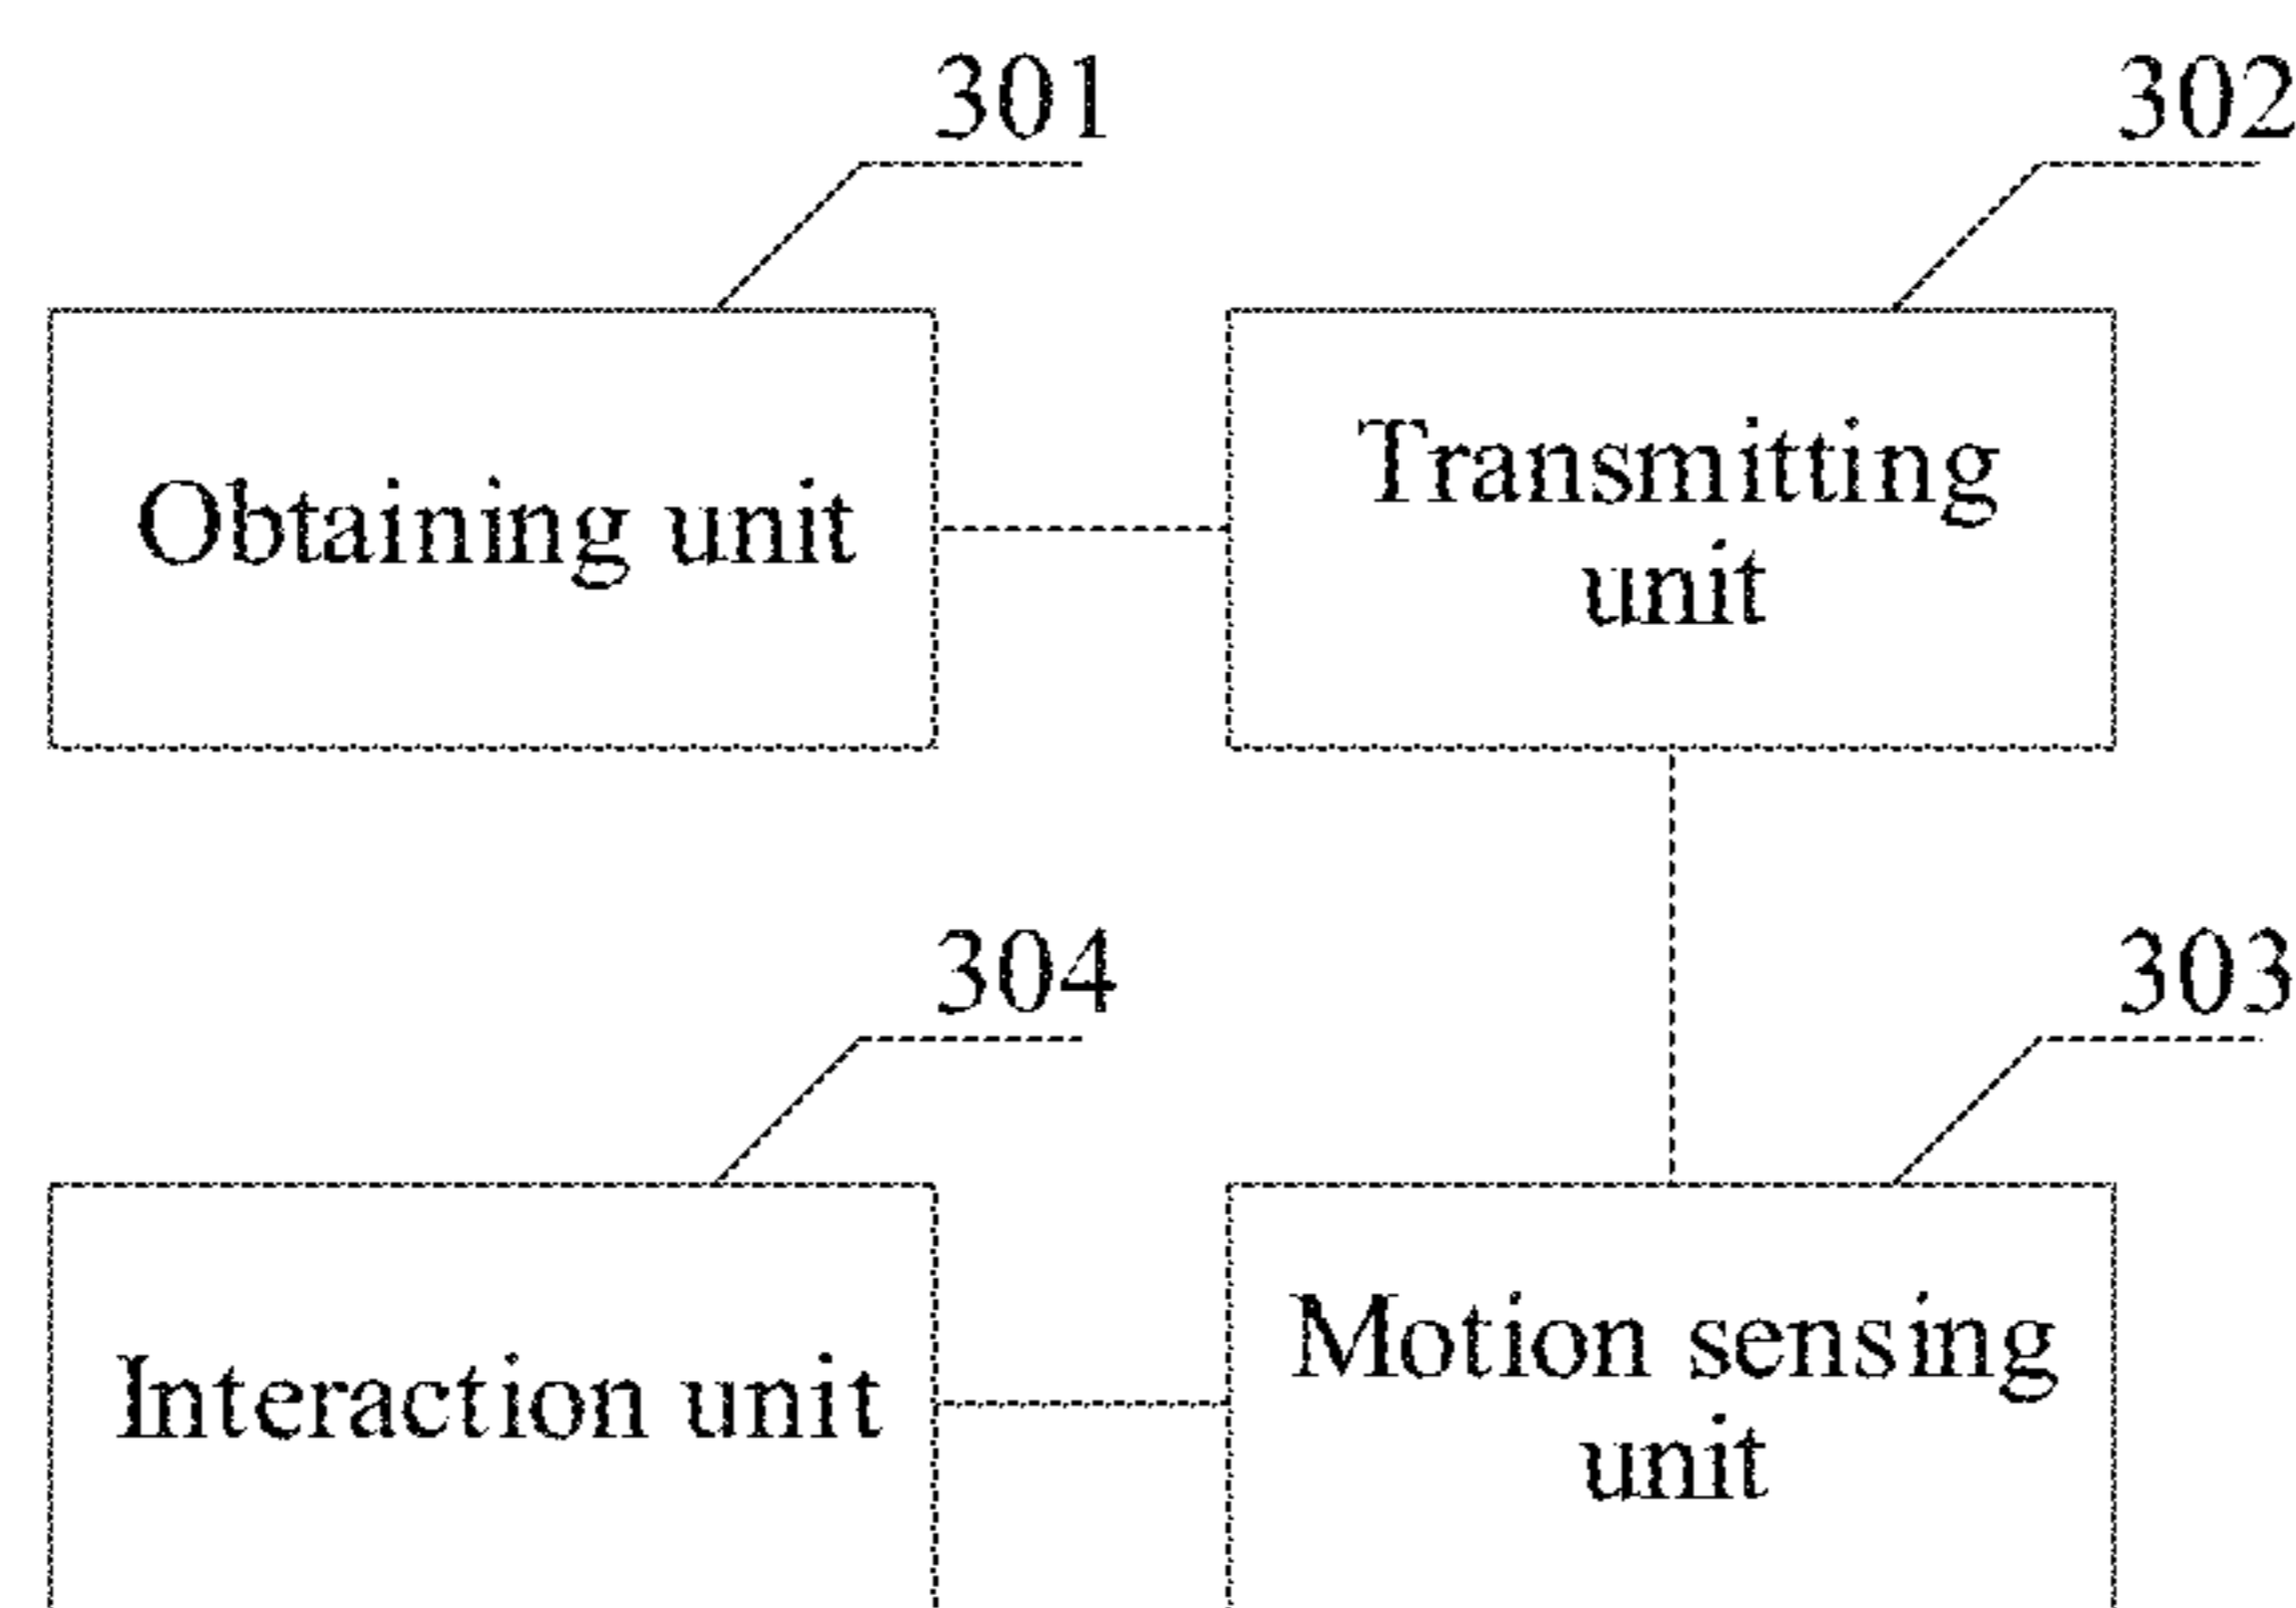 301
302
Obtaining unit
Transmitting
unit
304
303
Interaction unit
Motion sensing
unit